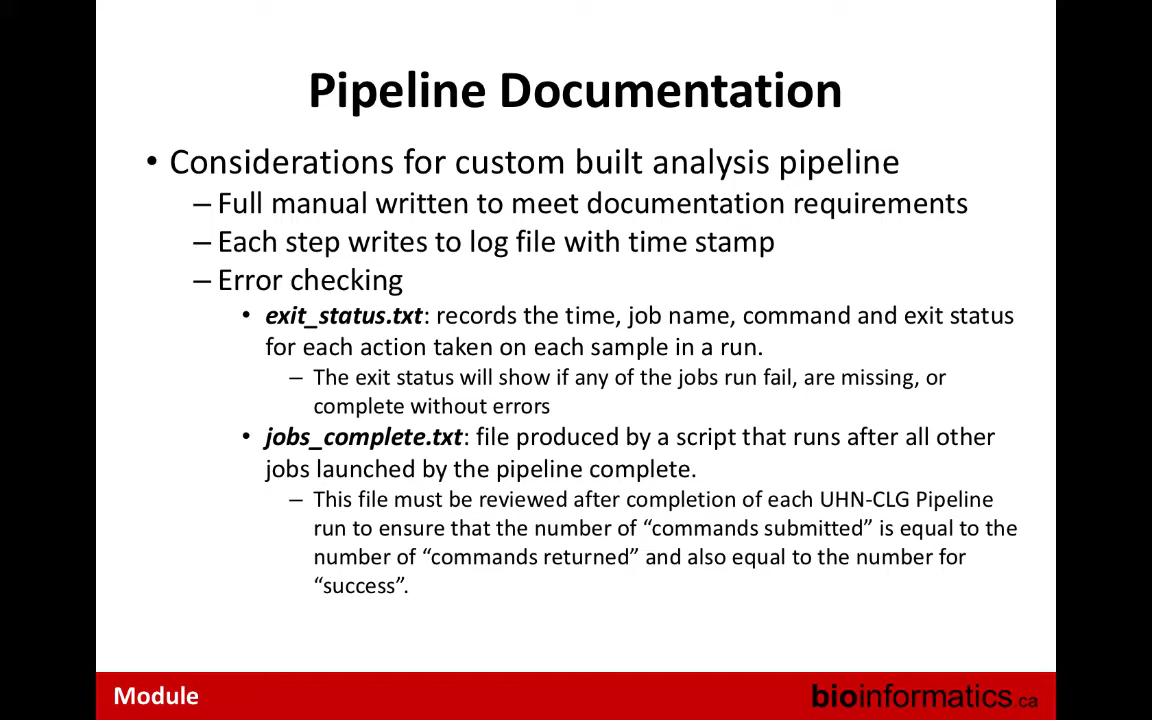 Pipeline Documentation
• Considerations for custom built analysis pipeline
– Full manual written to meet documentation requirements
– Each step writes to log file with time stamp
– Error checking
• exit_status.txt: records the time, job name, command and exit status
for each action taken on each sample in a run.
– The exit status will show if any of the jobs run fail, are missing, or
complete without errors
• jobs_complete.txt: file produced by a script that runs after all other
jobs launched by the pipeline complete.
– This file must be reviewed after completion of each UHN-CLG Pipeline
run to ensure that the number of “commands submitted” is equal to the
number of “commands returned” and also equal to the number for
“success”.
Module
bioinformatics.ca